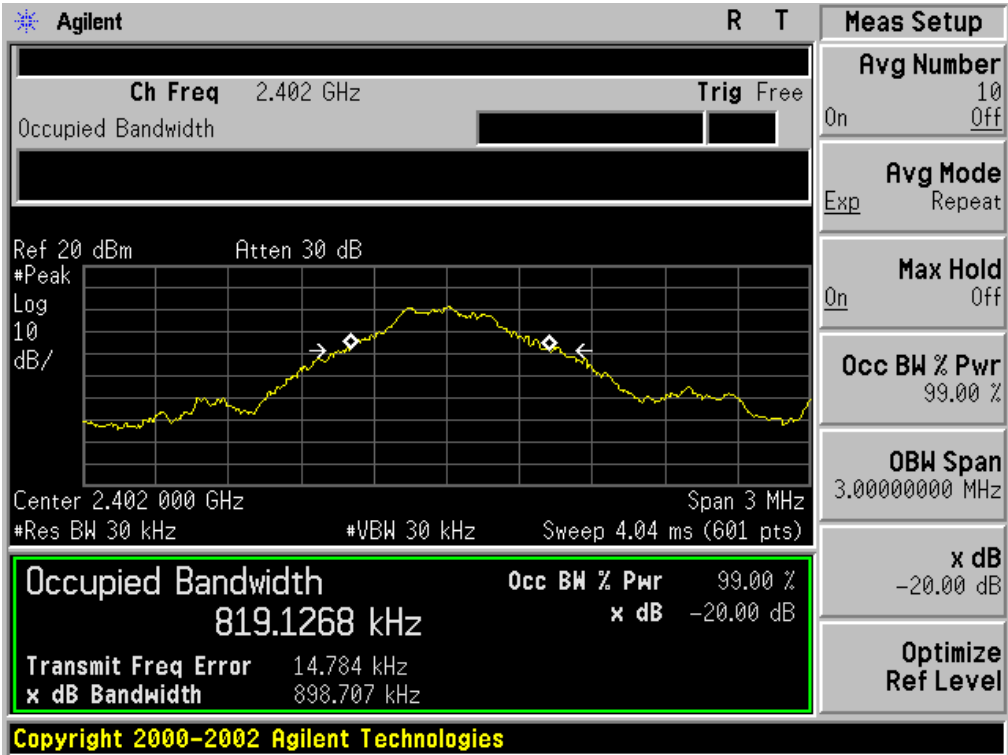 Agilent R T
Ch Freq 2.402 GHz Trig Free
Occupied Bandwidth
Ref 20 dBm Atten 30 dB
#Peak
Log
10
dB/
Center 2.402 000 GHz Span 3 MHz
#Res BW 30 kHz #VBW 30 kHz Sweep 4.04 ms (601 pts)
Occupied Bandwidth
819.1268 kHz
Occ BW % Pwr 99.00 %
x dB -20.00 dB
Transmit Freq Error 14.784 kHz
x dB Bandwidth 898.707 kHz
Copyright 2000-2002 Agilent Technologies
Meas Setup
Avg Number
10
On Off
Avg Mode
Exp Repeat
Max Hold
On Off
Occ BW % Pwr
99.00 %
OBW Span
3.00000000 MHz
x dB
-20.00 dB
Optimize
Ref Level